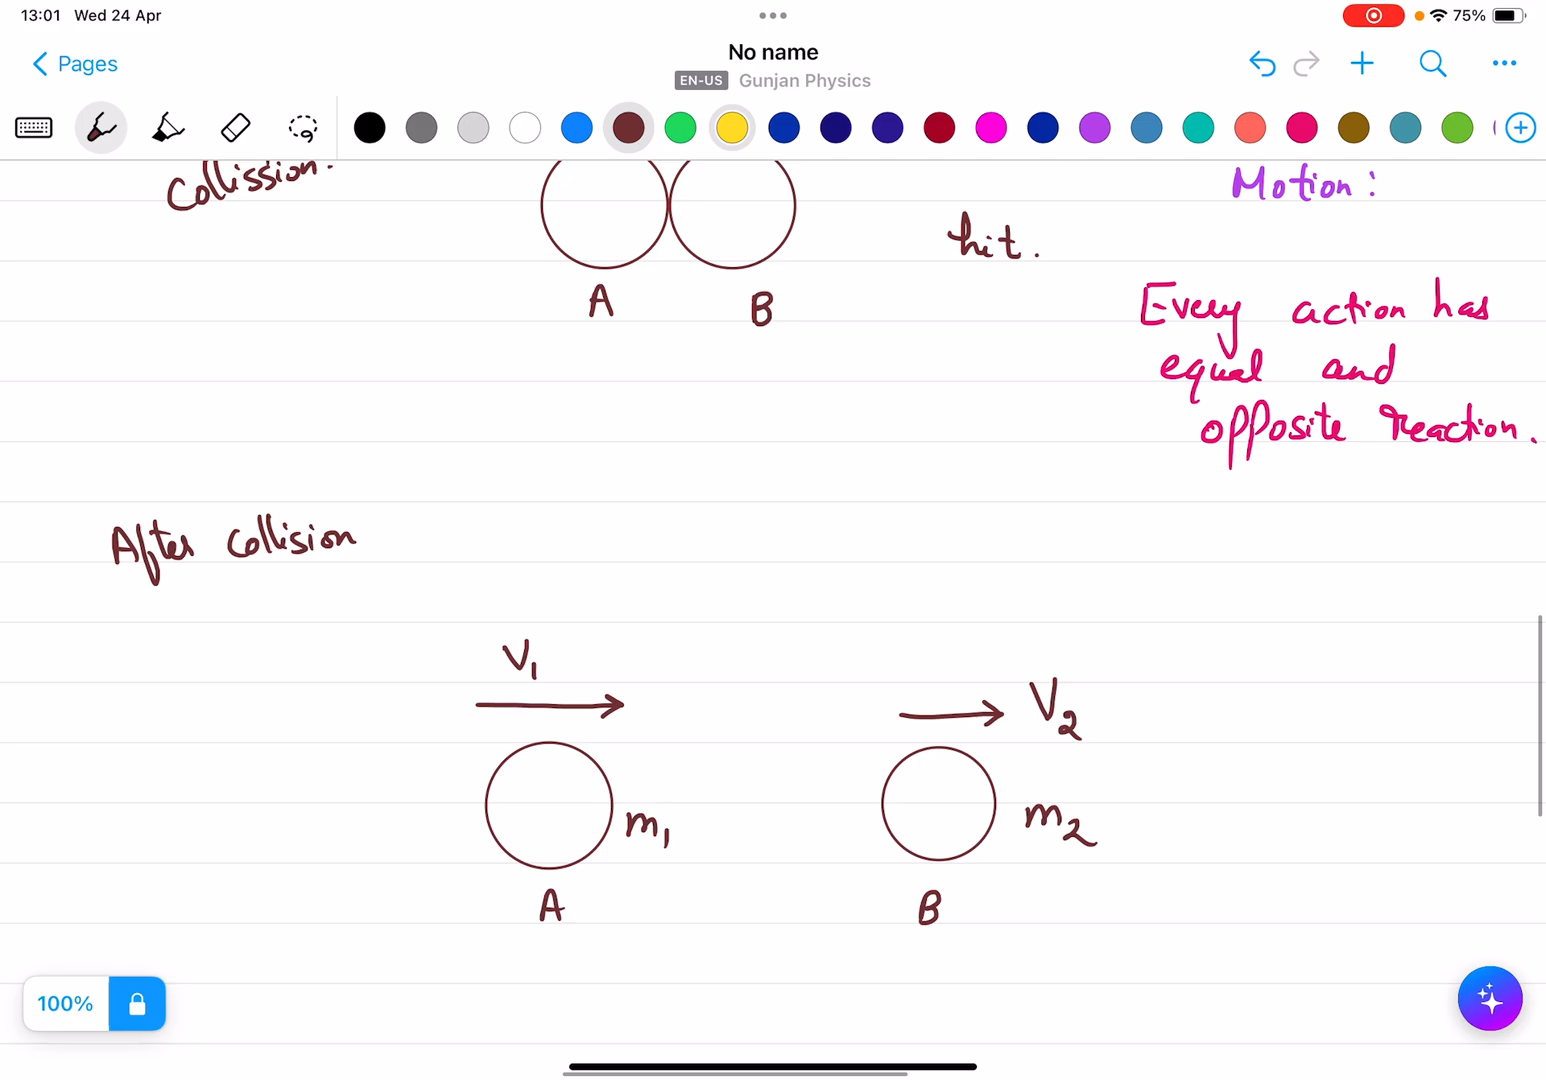 13:01 Wed 24 Apr
75%
Pages
No name
EN-US Gunjan Physics
Collission.
Motion:
hit.
A
B
Every action has
equal and
opposite reaction.
After collision
V₁
V₂
m₁
m₂
A
B
100%